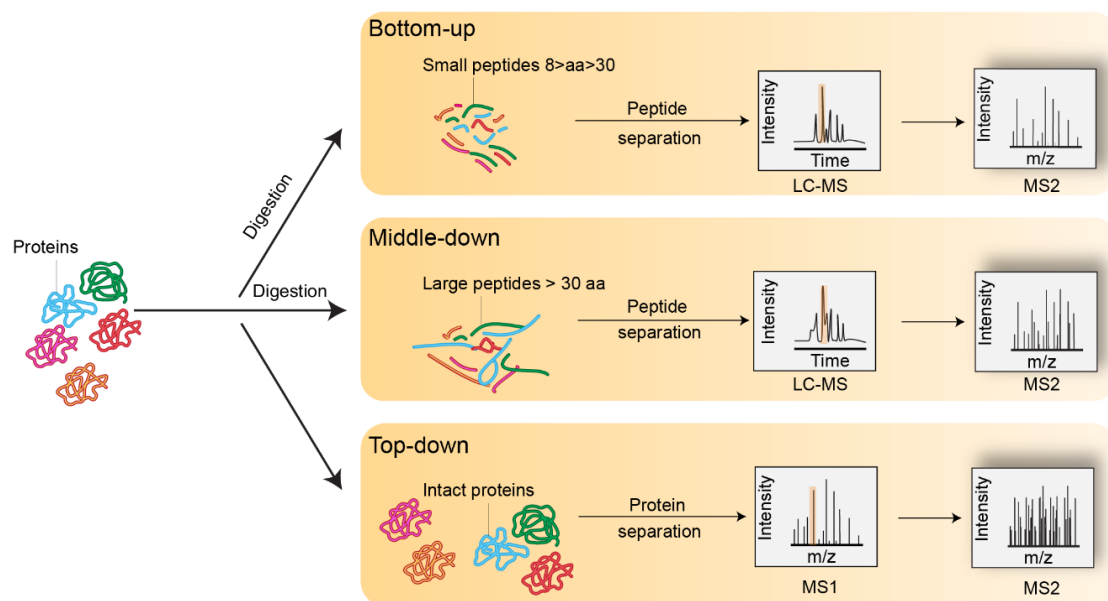 Bottom-up
Small peptides 8>aa>30
Peptide
separation
Intensity
Time
LC-MS
Intensity
m/z
MS2
Digestion
Proteins
Digestion
Middle-down
Large peptides > 30 aa
Peptide
separation
Intensity
Time
LC-MS
Intensity
m/z
MS2
Top-down
Intact proteins
Protein
separation
Intensity
m/z
MS1
Intensity
m/z
MS2